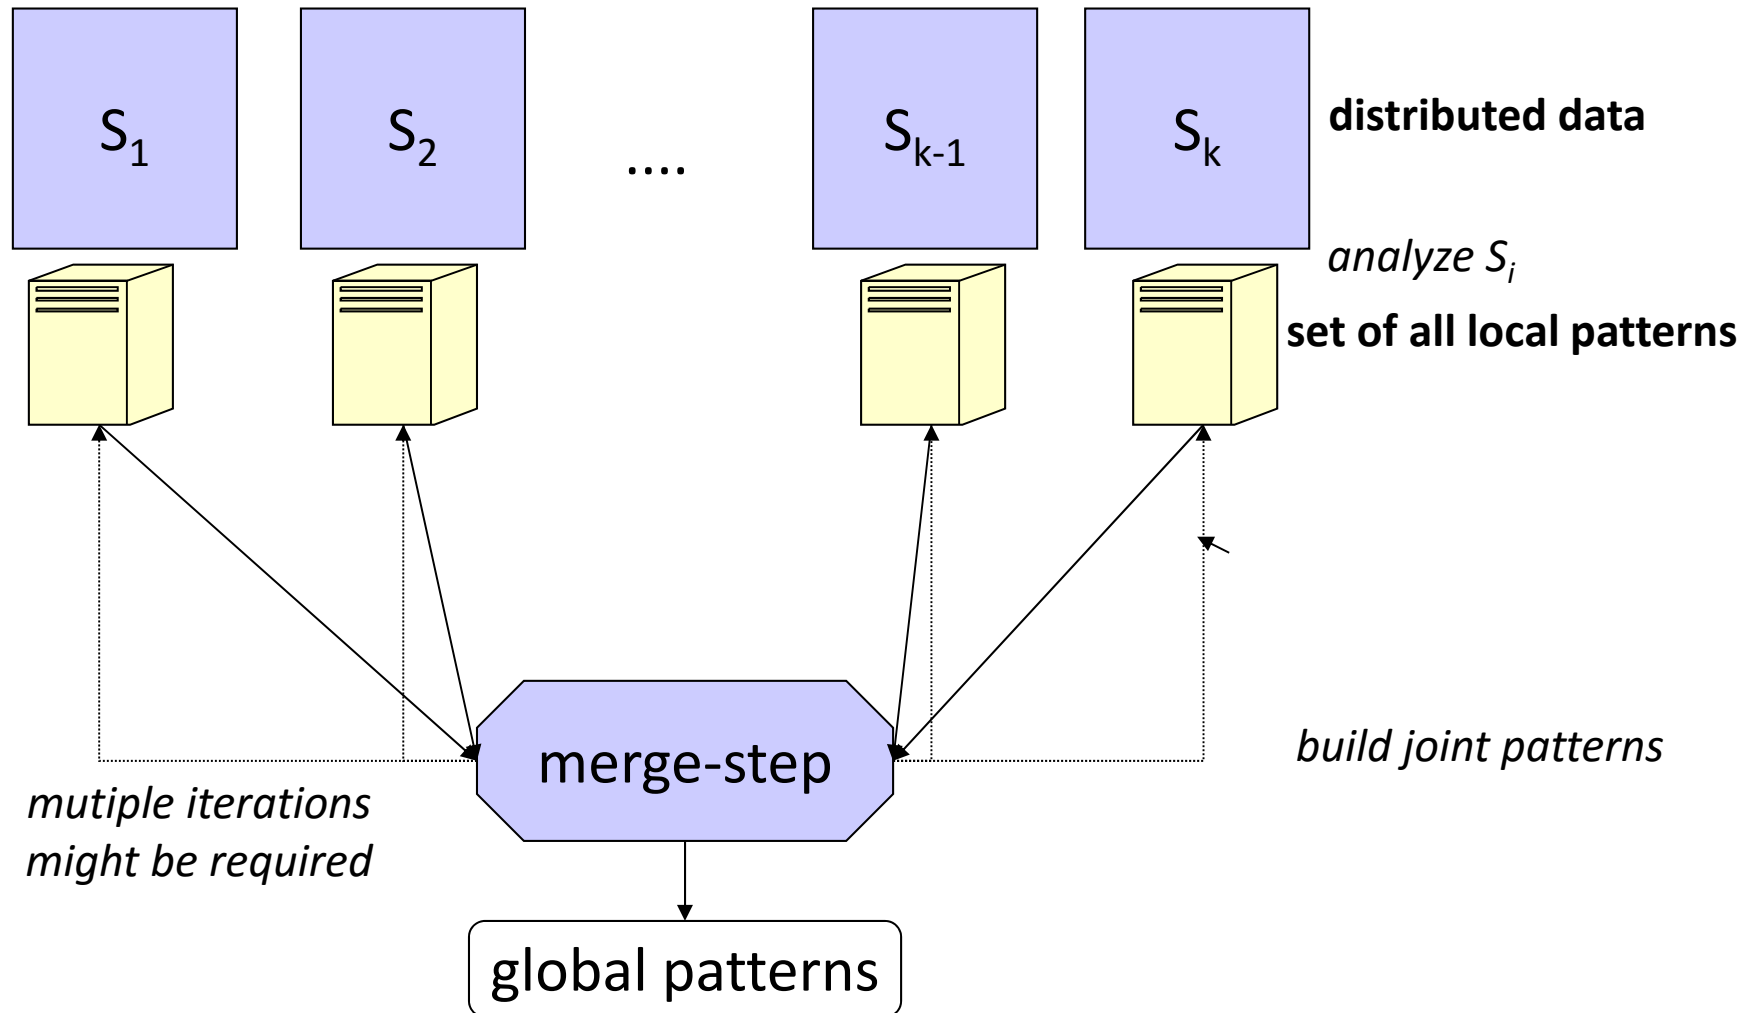 S1
S2
....
Sk-1
Sk
distributed data
analyze Si
set of all local patterns
merge-step
build joint patterns
mutiple iterations
might be required
global patterns